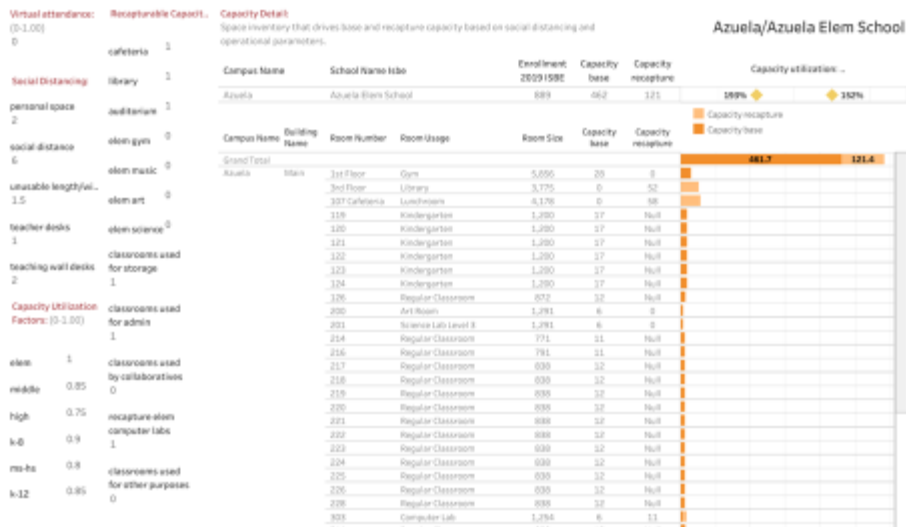 Virtual attendance:
(0-1.00)
0
Social Distancing:
personal space
2
social distance
6
unusable length/wi..
1.5
teacher desks
1
teaching wall desks
2
Capacity Utilization
Factors: (0-1.00)
elem 1
middle 0.85
high 0.75
k-8 0.9
ms-hs 0.8
k-12 0.85
Recapturable Capacit..
cafeteria 1
library 1
auditorium 1
elem gym 0
elem music 0
elem art 0
elem science 0
classrooms used
for storage
1
classrooms used
for admin
1
classrooms used
by collaboratives
0
recapture elem
computer labs
1
classrooms used
for other purposes
0
Capacity Detail:
Space inventory that drives base and recapture capacity based on social distancing and
operational parameters.
Azuela/Azuela Elem School
Campus Name School Name Isbe Enrollment 2019 ISBE Capacity base Capacity recapture Capacity utilization: ..
Azuela Azuela Elem School 889 462 121 193% 152%
Capacity recapture
Capacity base
Campus Name Building Name Room Number Room Usage Room Size Capacity base Capacity recapture
Grand Total 461.7 121.4
Azuela Main 1st Floor Gym 5,656 28 0
3rd Floor Library 3,775 0 52
107 Cafeteria Lunchroom 4,178 0 58
119 Kindergarten 1,200 17 Null
120 Kindergarten 1,200 17 Null
121 Kindergarten 1,200 17 Null
122 Kindergarten 1,200 17 Null
123 Kindergarten 1,200 17 Null
124 Kindergarten 1,200 17 Null
126 Regular Classroom 872 12 Null
200 Art Room 1,291 6 0
201 Science Lab Level II 1,291 6 0
214 Regular Classroom 771 11 Null
216 Regular Classroom 791 11 Null
217 Regular Classroom 838 12 Null
218 Regular Classroom 838 12 Null
219 Regular Classroom 838 12 Null
220 Regular Classroom 838 12 Null
221 Regular Classroom 838 12 Null
222 Regular Classroom 838 12 Null
223 Regular Classroom 838 12 Null
224 Regular Classroom 838 12 Null
225 Regular Classroom 838 12 Null
226 Regular Classroom 838 12 Null
228 Regular Classroom 838 12 Null
303 Computer Lab 1,254 6 11